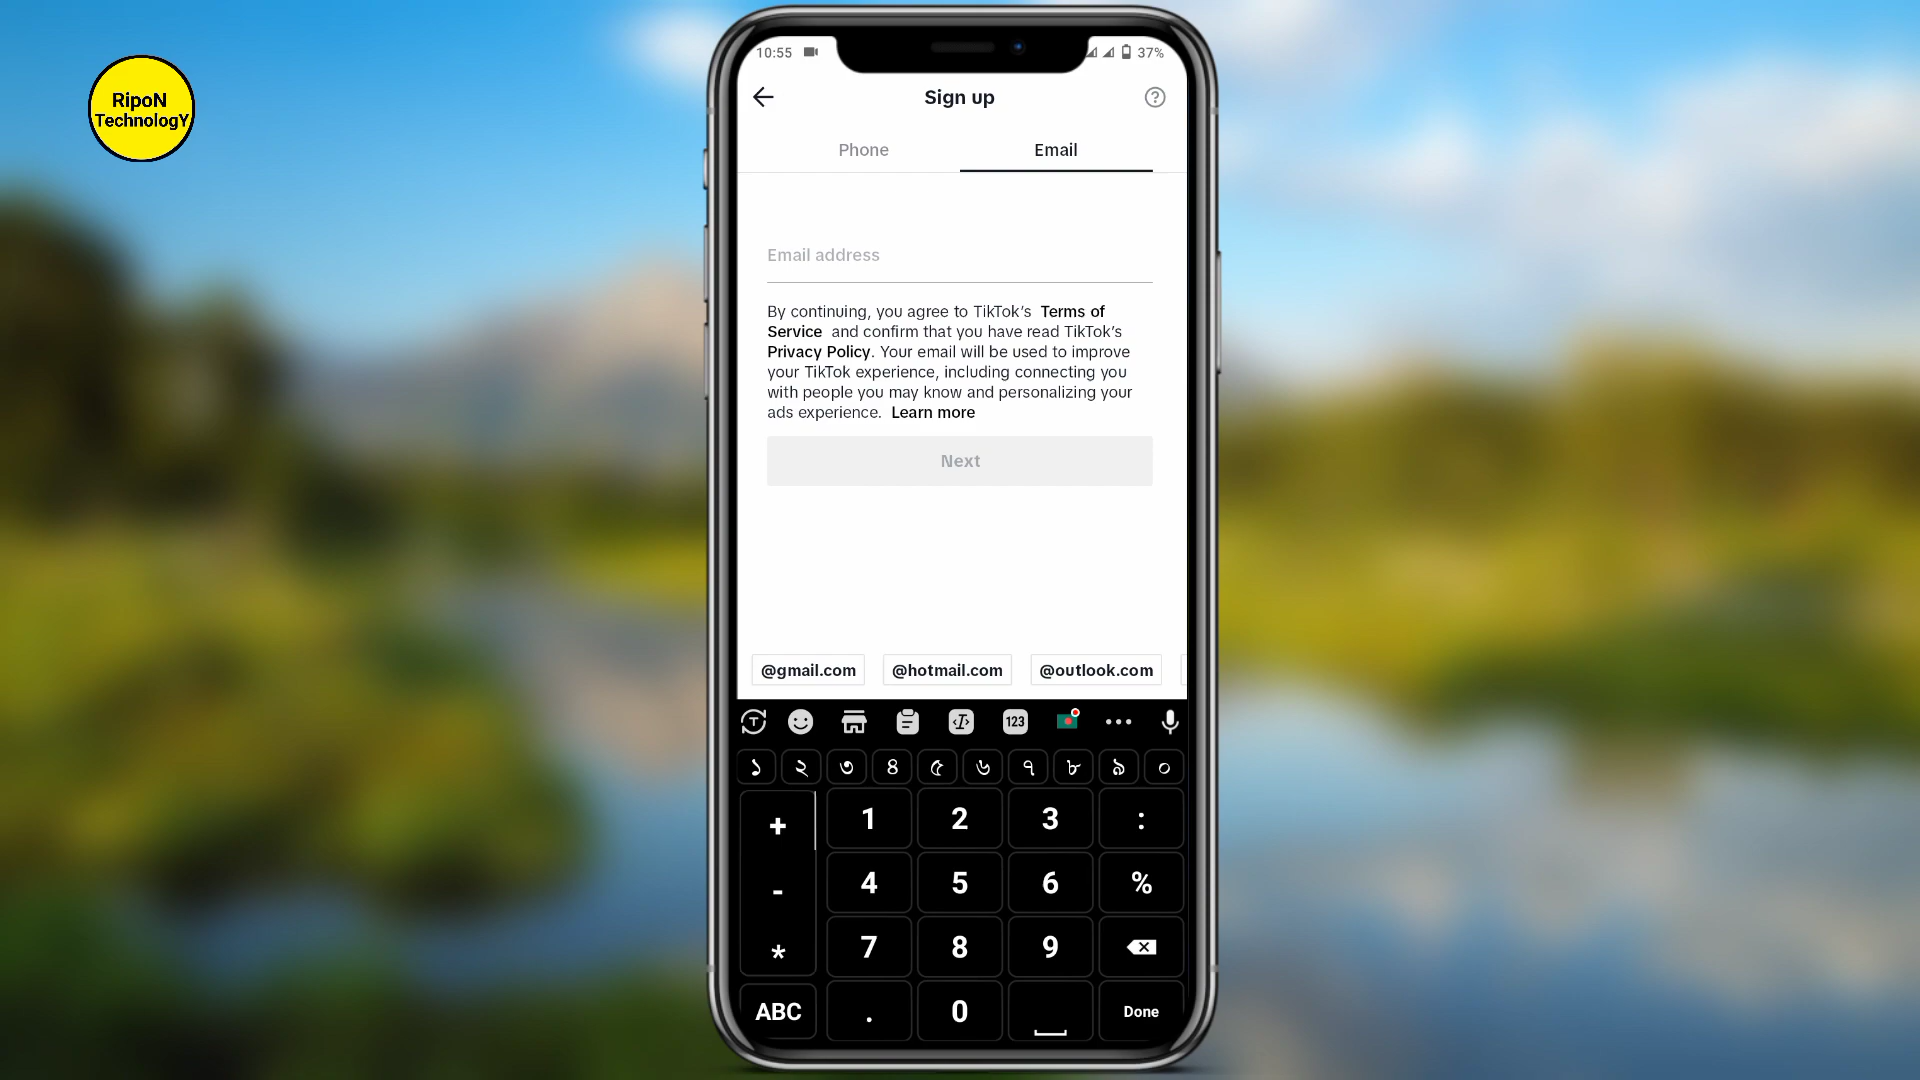 RipoN
TechnologY
10:55
37%
Sign up
Phone
Email
Email address
By continuing, you agree to TikTok’s Terms of
Service and confirm that you have read TikTok’s
Privacy Policy. Your email will be used to improve
your TikTok experience, including connecting you
with people you may know and personalizing your
ads experience. Learn more
Next
@gmail.com @hotmail.com @outlook.com
123
১ ২ ৩ ৪ ৫ ৬ ৭ ৮ ৯ ০
+ 1 2 3 :
- 4 5 6 %
* 7 8 9
ABC . 0 Done